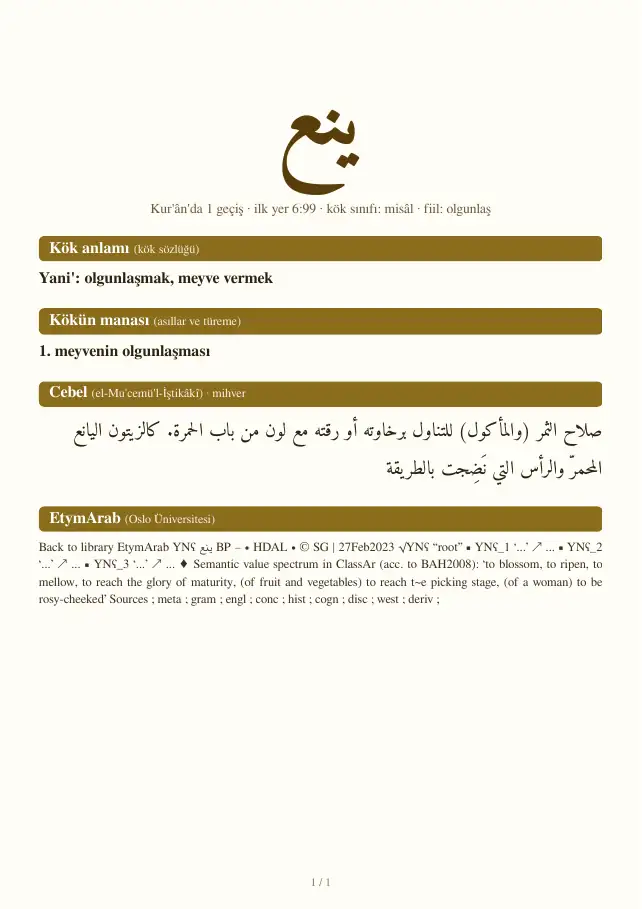 ينع
Kur'ân'da 1 geçiş · ilk yer 6:99 · kök sınıfı: misâl · fiil: olgunlaş
Kök anlamı (kök sözlüğü)
Yani': olgunlaşmak, meyve vermek
Kökün manası (asıllar ve türeme)
1. meyvenin olgunlaşması
Cebel (el-Mu'cemü'l-İştikâkî) · mihver
صلاح الثمر (والمأكول) للتناول برخاوته أو رقته مع لون من باب الحمرة. كالزيتون اليانع
المحمرّ والرأس التي نَضِجت بالطريقة
EtymArab (Oslo Üniversitesi)
Back to library EtymArab YNʕ ينع BP – • HDAL • © SG | 27Feb2023 √YNʕ “root” ▪ YNʕ_1 ‘...’ ↗ ... ▪ YNʕ_2
‘...’ ↗ ... ▪ YNʕ_3 ‘...’ ↗ ... ♦ Semantic value spectrum in ClassAr (acc. to BAH2008): ‘to blossom, to ripen, to
mellow, to reach the glory of maturity, (of fruit and vegetables) to reach t~e picking stage, (of a woman) to be
rosy-cheeked’ Sources ; meta ; gram ; engl ; conc ; hist ; cogn ; disc ; west ; deriv ;
1 / 1